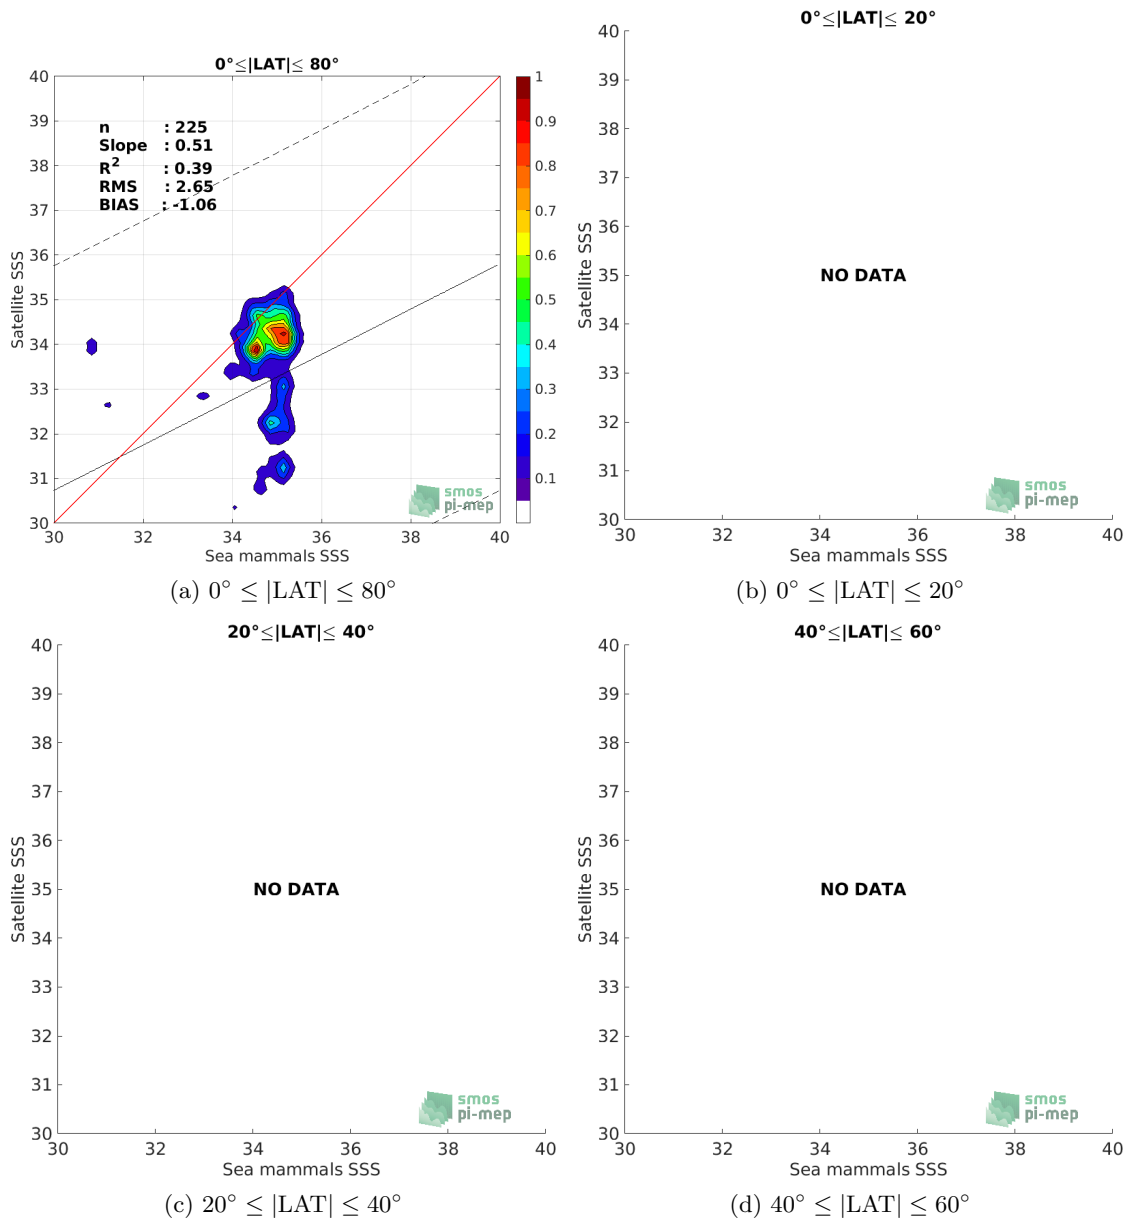 0°≤|LAT|≤ 80°
40
39
38
37
36
35
34
33
32
31
30
Satellite SSS
n : 225
Slope : 0.51
R² : 0.39
RMS : 2.65
BIAS : -1.06
1
0.9
0.8
0.7
0.6
0.5
0.4
0.3
0.2
0.1
smos
pi-mep
30 32 34 36 38 40
Sea mammals SSS
(a) 0° ≤ |LAT| ≤ 80°
0°≤|LAT|≤ 20°
40
39
38
37
36
35
34
33
32
31
30
Satellite SSS
NO DATA
smos
pi-mep
30 32 34 36 38 40
Sea mammals SSS
(b) 0° ≤ |LAT| ≤ 20°
20°≤|LAT|≤ 40°
40
39
38
37
36
35
34
33
32
31
30
Satellite SSS
NO DATA
smos
pi-mep
30 32 34 36 38 40
Sea mammals SSS
(c) 20° ≤ |LAT| ≤ 40°
40°≤|LAT|≤ 60°
40
39
38
37
36
35
34
33
32
31
30
Satellite SSS
NO DATA
smos
pi-mep
30 32 34 36 38 40
Sea mammals SSS
(d) 40° ≤ |LAT| ≤ 60°